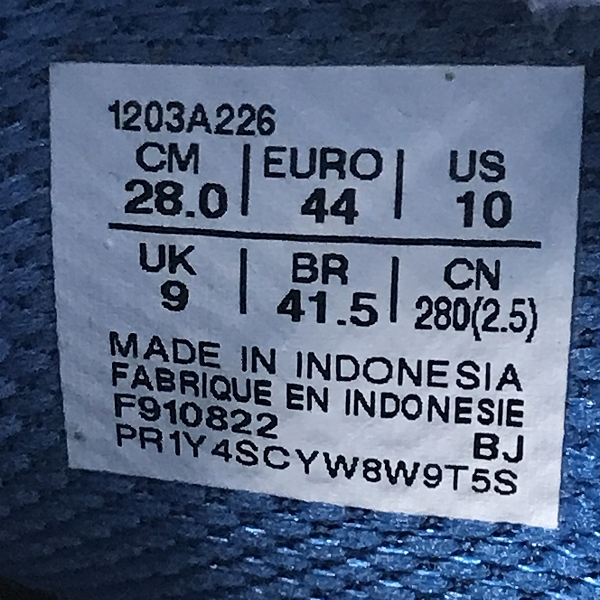 1203A226
CM | EURO | US
28.0 | 44 | 10
UK | BR | CN
9 | 41.5 | 280(2.5)
MADE IN INDONESIA
FABRIQUE EN INDONESIE
F910822 BJ
PR1Y4SCYW8W9T5S